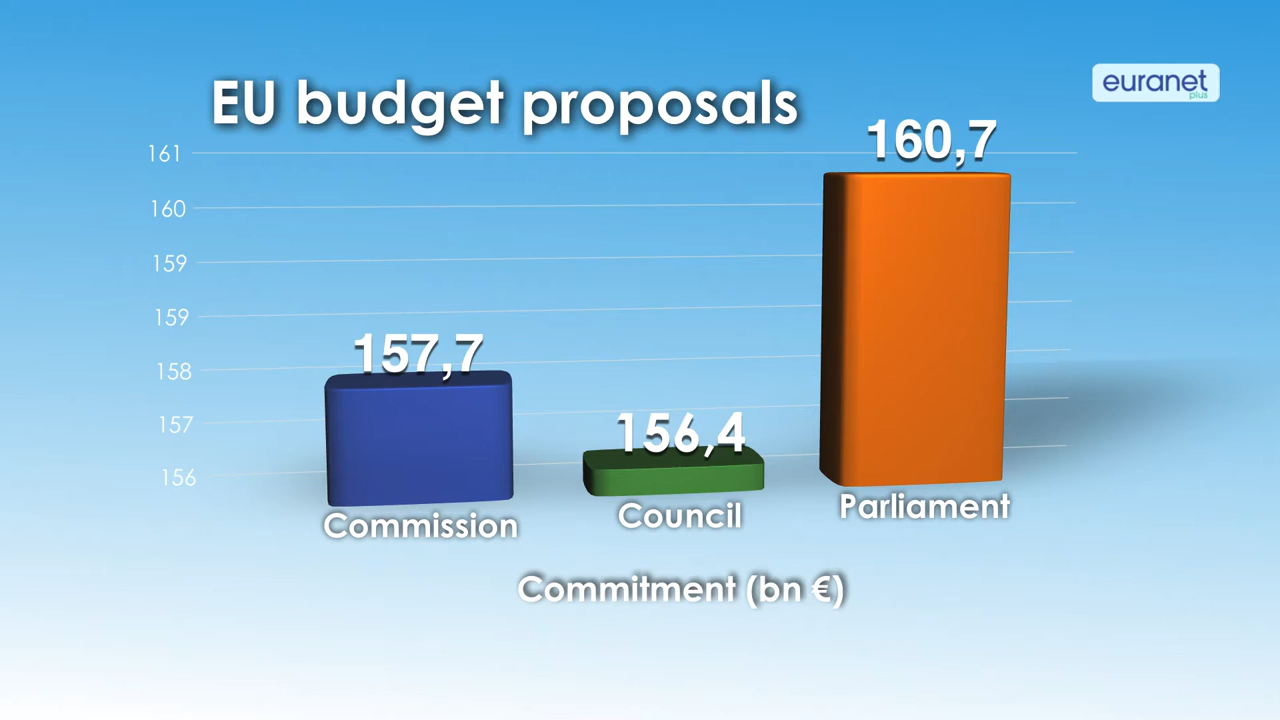 EU budget proposals
euranet
plus
161
160
159
159
158
157
156
157,7
156,4
160,7
Commission
Council
Parliament
Commitment (bn €)